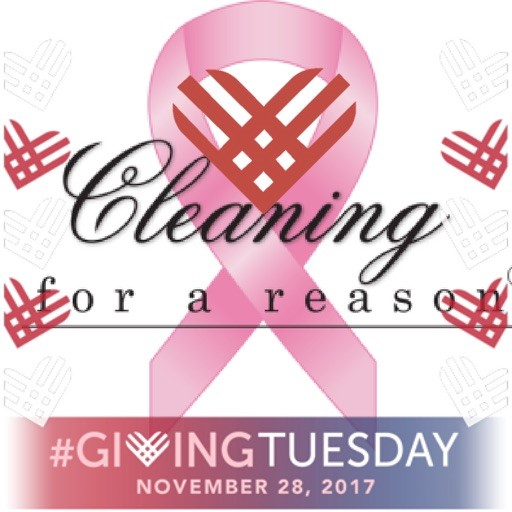 Cleaning
for a reason
#GIVINGTUESDAY
NOVEMBER 28, 2017